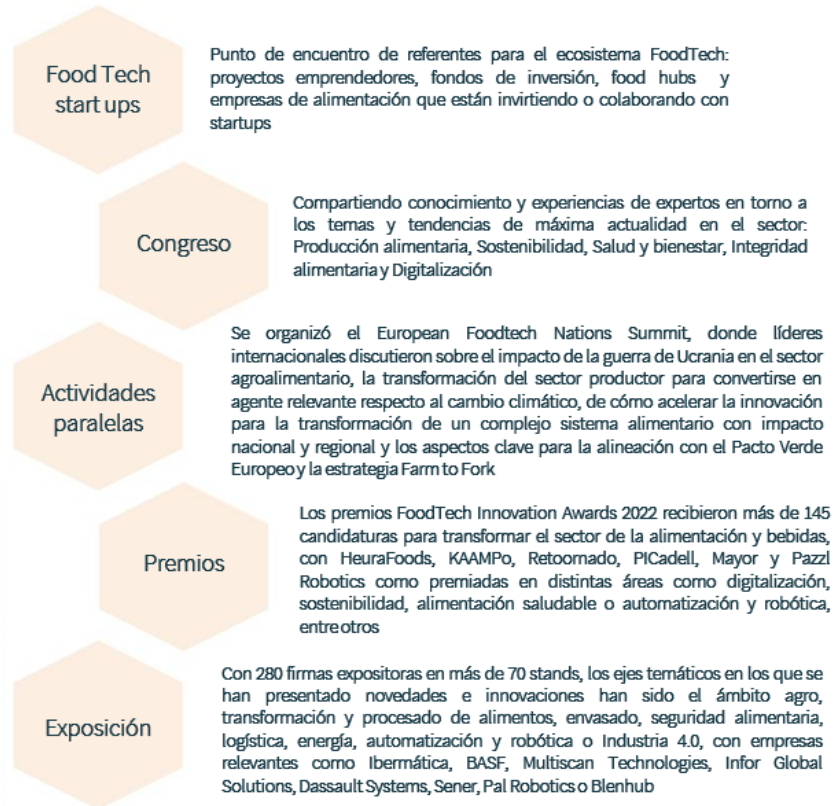 Food Tech
start ups
Punto de encuentro de referentes para el ecosistema FoodTech:
proyectos emprendedores, fondos de inversión, food hubs y
empresas de alimentación que están invirtiendo o colaborando con
startups
Congreso
Compartiendo conocimiento y experiencias de expertos en torno a
los temas y tendencias de máxima actualidad en el sector:
Producción alimentaria, Sostenibilidad, Salud y bienestar, Integridad
alimentaria y Digitalización
Actividades
paralelas
Se organizó el European Foodtech Nations Summit, donde líderes
internacionales discutieron sobre el impacto de la guerra de Ucrania en el sector
agroalimentario, la transformación del sector productor para convertirse en
agente relevante respecto al cambio climático, de cómo acelerar la innovación
para la transformación de un complejo sistema alimentario con impacto
nacional y regional y los aspectos clave para la alineación con el Pacto Verde
Europeo y la estrategia Farm to Fork
Premios
Los premios FoodTech Innovation Awards 2022 recibieron más de 145
candidaturas para transformar el sector de la alimentación y bebidas,
con HeuraFoods, KAAMPo, Retoornado, PICadell, Mayor y Pazzl
Robotics como premiadas en distintas áreas como digitalización,
sostenibilidad, alimentación saludable o automatización y robótica,
entre otros
Exposición
Con 280 firmas expositoras en más de 70 stands, los ejes temáticos en los que se
han presentado novedades e innovaciones han sido el ámbito agro,
transformación y procesado de alimentos, envasado, seguridad alimentaria,
logística, energía, automatización y robótica o Industria 4.0, con empresas
relevantes como Ibermática, BASF, Multiscan Technologies, Infor Global
Solutions, Dassault Systems, Sener, Pal Robotics o Blenhub